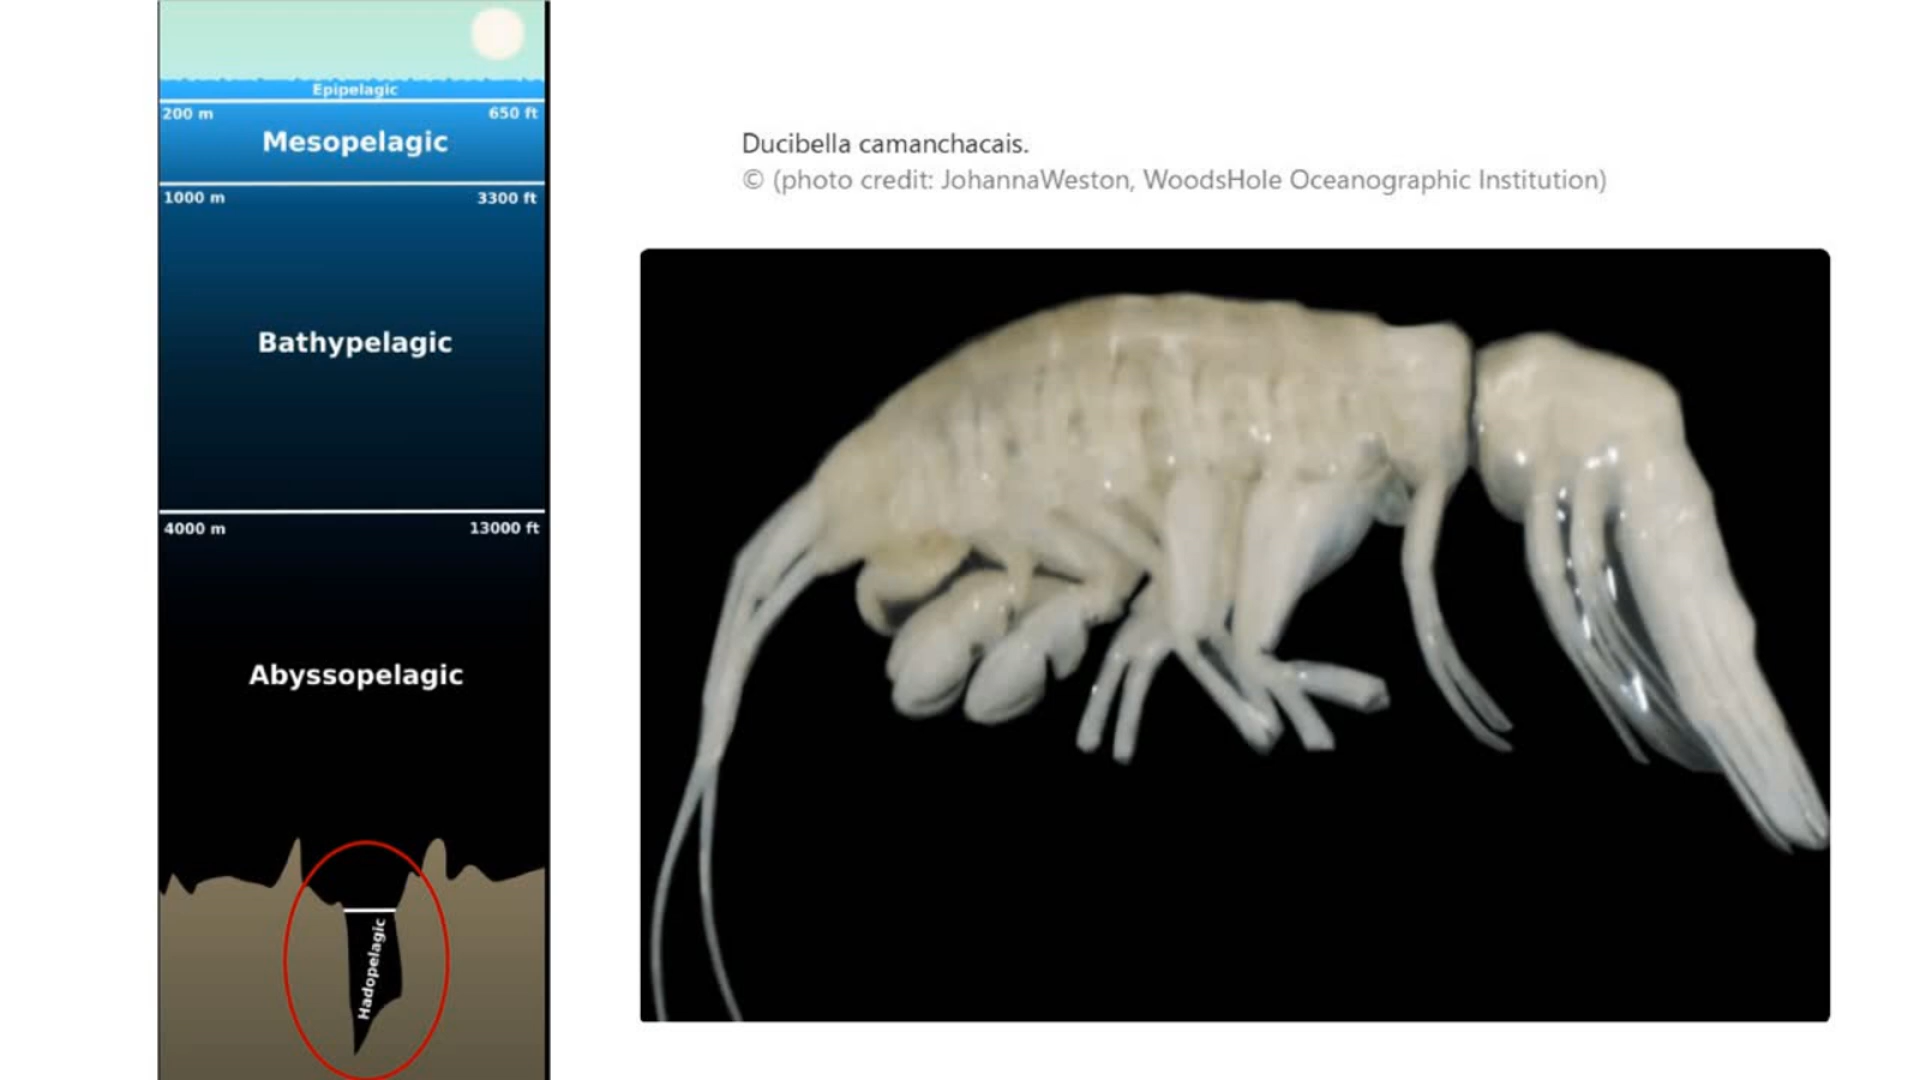 Epipelagic
200 m 650 ft
Mesopelagic
1000 m 3300 ft
Bathypelagic
4000 m 13000 ft
Abyssopelagic
Hadopelagic
Ducibella camanchacais.
© (photo credit: JohannaWeston, WoodsHole Oceanographic Institution)